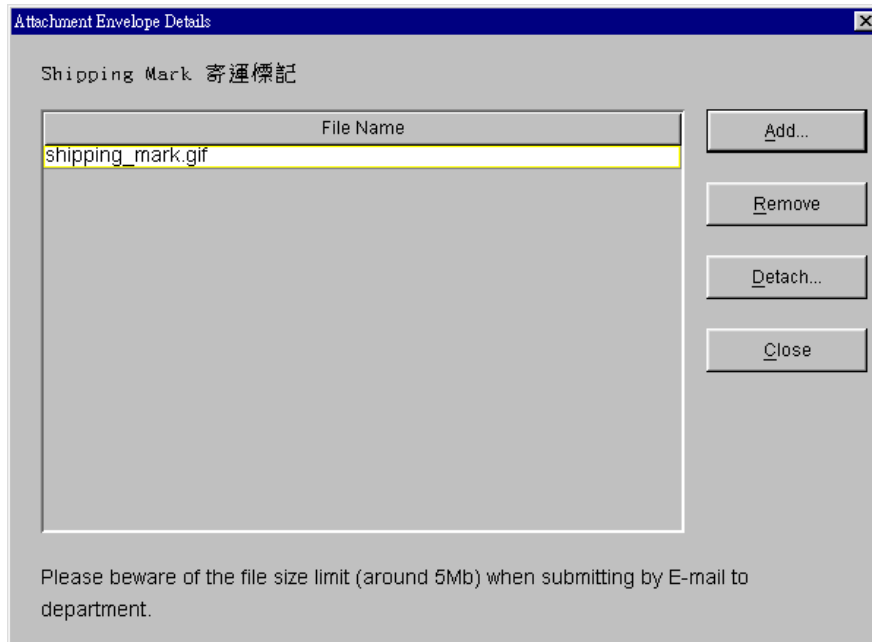 Attachment Envelope Details
Shipping Mark 寄運標記
File Name
shipping_mark.gif
Add...
Remove
Detach...
Close
Please beware of the file size limit (around 5Mb) when submitting by E-mail to
department.